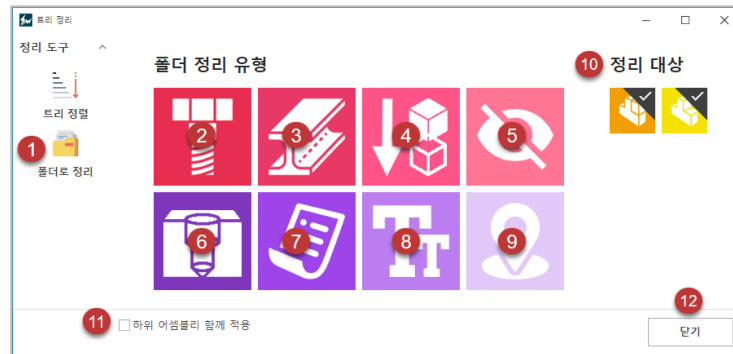 트리 정리
정리 도구
트리 정렬
1
폴더로 정리
폴더 정리 유형
2
3
4
5
6
7
8
9
10 정리 대상
11 하위 어셈블리 함께 적용
12
닫기